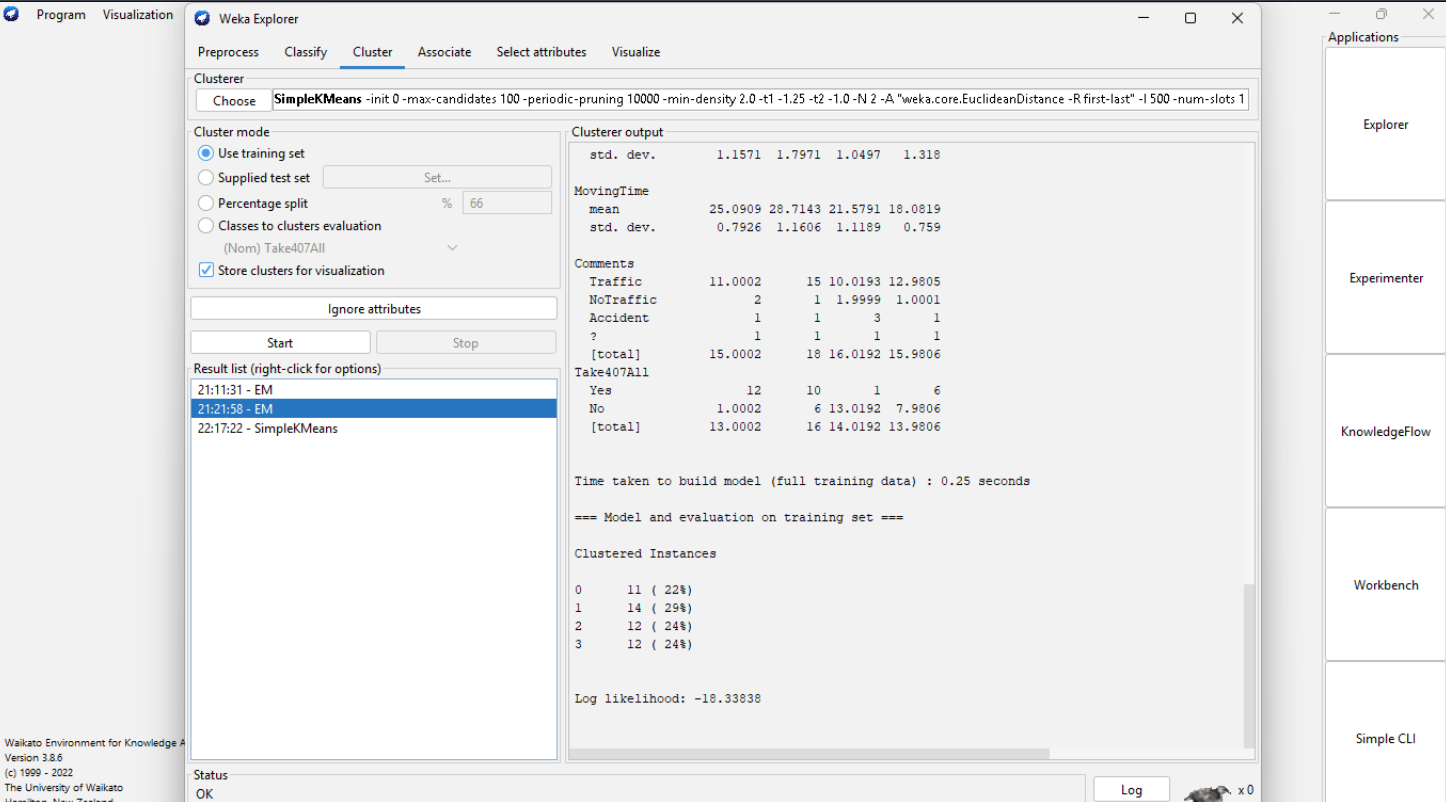 Program Visualization
Weka Explorer
Preprocess Classify Cluster Associate Select attributes Visualize
Clusterer
Choose SimpleKMeans -init 0 -max-candidates 100 -periodic-pruning 10000 -min-density 2.0 -t1 -1.25 -t2 -1.0 -N 2 -A "weka.core.EuclideanDistance -R first-last" -I 500 -num-slots 1
Cluster mode
Use training set
Supplied test set Set...
Percentage split % 66
Classes to clusters evaluation
(Nom) Take407All
Store clusters for visualization
Ignore attributes
Start Stop
Result list (right-click for options)
21:11:31 - EM
21:21:58 - EM
22:17:22 - SimpleKMeans
Clusterer output
std. dev. 1.1571 1.7971 1.0497 1.318
MovingTime
mean 25.0909 28.7143 21.5791 18.0819
std. dev. 0.7926 1.1606 1.1189 0.759
Comments
Traffic 11.0002 15 10.0193 12.9805
NoTraffic 2 1 1.9999 1.0001
Accident 1 1 3 1
? 1 1 1 1
[total] 15.0002 18 16.0192 15.9806
Take407All
Yes 12 10 1 6
No 1.0002 6 13.0192 7.9806
[total] 13.0002 16 14.0192 13.9806
Time taken to build model (full training data) : 0.25 seconds
=== Model and evaluation on training set ===
Clustered Instances
0 11 ( 22%)
1 14 ( 29%)
2 12 ( 24%)
3 12 ( 24%)
Log likelihood: -18.33838
Status
OK
Log x 0
Applications
Explorer
Experimenter
KnowledgeFlow
Workbench
Simple CLI
Waikato Environment for Knowledge A
Version 3.8.6
(c) 1999 - 2022
The University of Waikato
Hamilton, New Zealand